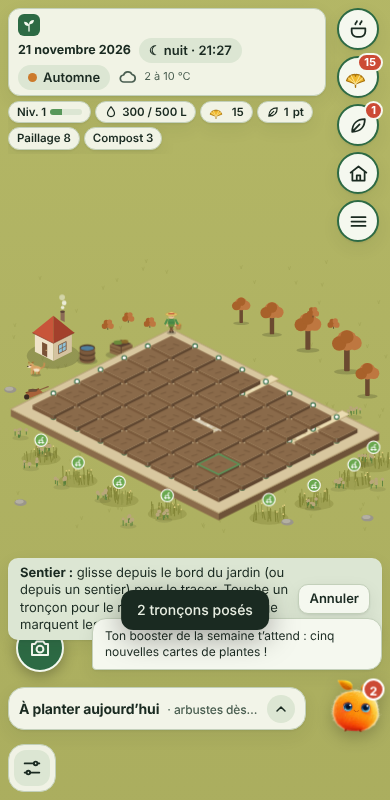 21 novembre 2026
nuit · 21:27
Automne
2 à 10 °C
15
1
Niv. 1
300 / 500 L
15
1 pt
Paillage 8
Compost 3
Sentier : glisse depuis le bord du jardin (ou
depuis un sentier) pour le tracer. Touche un
tronçon pour le
marquent les
Annuler
2 tronçons posés
Ton booster de la semaine t'attend : cinq
nouvelles cartes de plantes !
À planter aujourd'hui · arbustes dès…
2